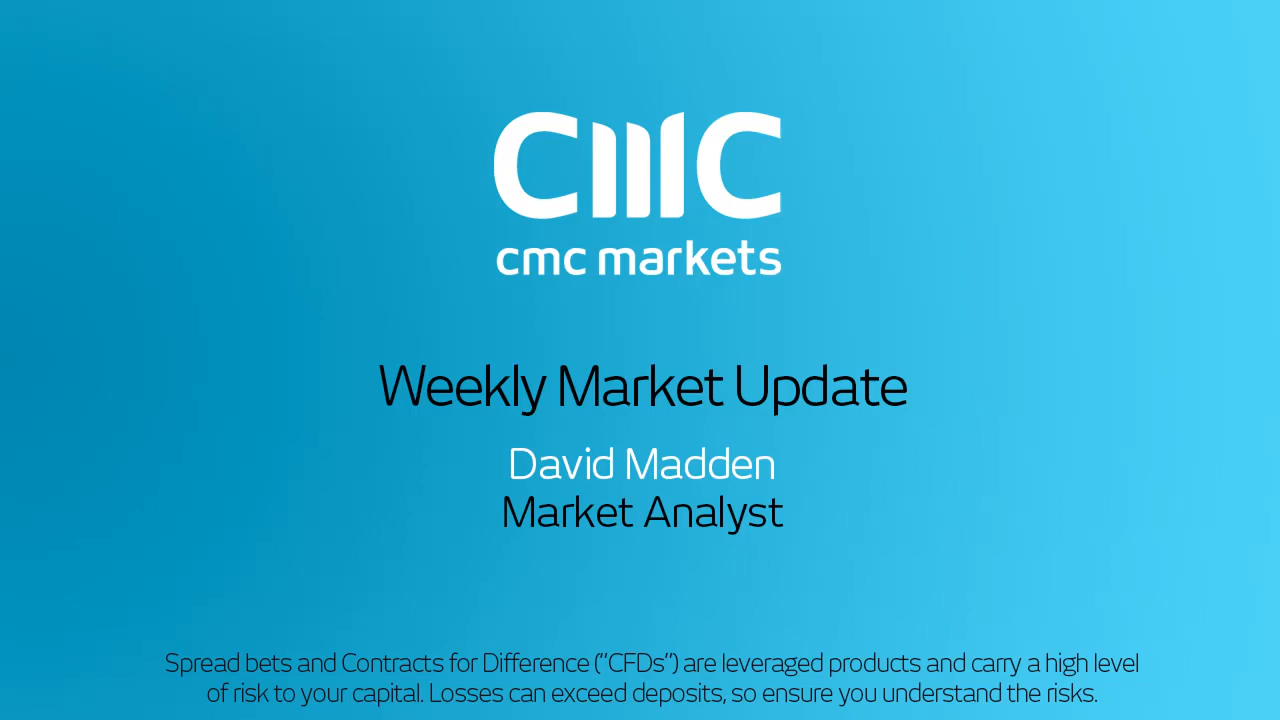 CMC
cmc markets
Weekly Market Update
David Madden
Market Analyst
Spread bets and Contracts for Difference (“CFDs”) are leveraged products and carry a high level
of risk to your capital. Losses can exceed deposits, so ensure you understand the risks.